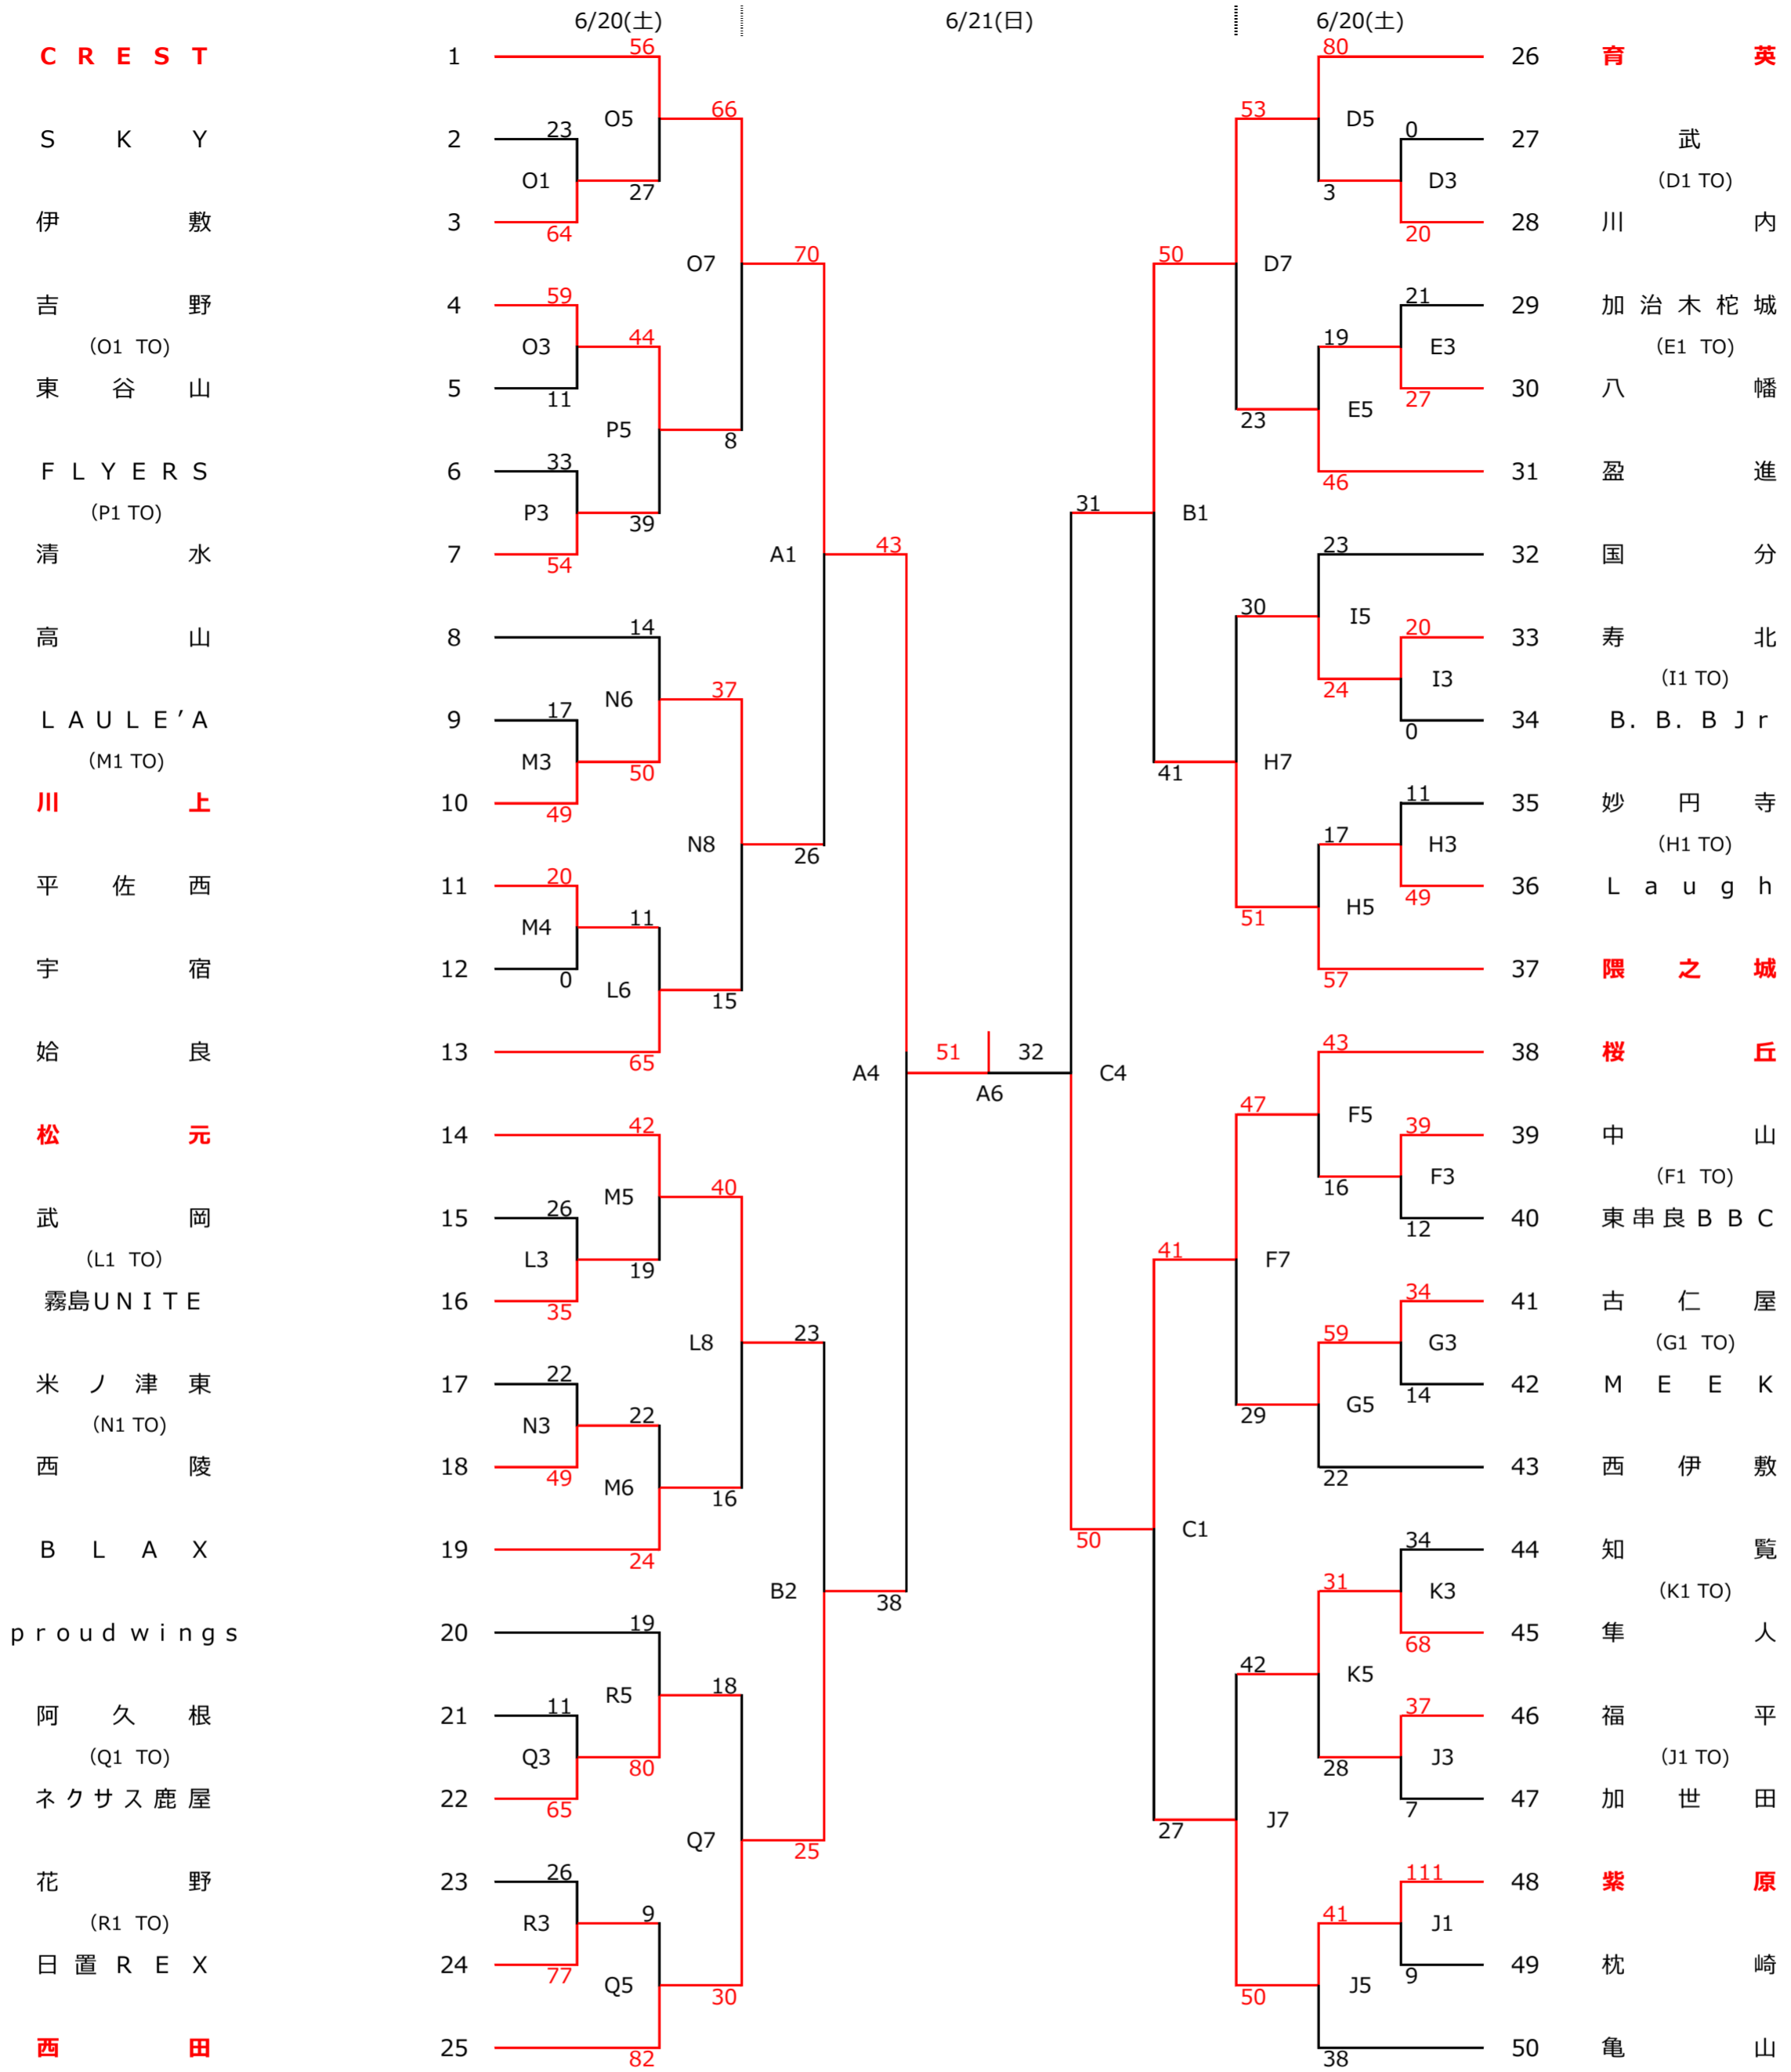 6/20(土) 6/21(日) 6/20(土)
56 80
CREST 1 26 育英
66 53
O5 D5
23 0
SKY 2 27 武
O1 27 3 D3 (D1 TO)
伊敷 3 28 川内
64 20
O7 70 50 D7
59 21
吉野 4 29 加治木柁城
(O1 TO) O3 44 19 E3 (E1 TO)
東谷山 5 30 八幡
11 27
P5 8 23 E5
33
FLYERS 6 31 盈進
46
(P1 TO) P3 39 31 B1
清水 7 A1 43 23 32 国分
54
14 30 I5
高山 8 20 33 寿北
N6 37 24 I3 (I1 TO)
17
LAULE'A 9 34 B.B.BJr
0
(M1 TO) M3 50 41 H7
川上 10 11 35 妙円寺
49
N8 26 17 H3 (H1 TO)
20
平佐西 11 36 Laugh
49
M4 11 51 H5
宇宿 12 37 隈之城
0 57
L6 15
姶良 13 43 38 桜丘
65
A4 51 32 C4
A6
42 47 F5 39
松元 14 39 中山
M5 40 16 F3 (F1 TO)
26
武岡 15 40 東串良BBC
12
(L1 TO) L3 19 41 F7
霧島UNITE 16 34 41 古仁屋
35
L8 23 59 G3 (G1 TO)
22
米ノ津東 17 42 MEEK
14
(N1 TO) N3 22 29 G5
西陵 18 43 西伊敷
49 22
M6 16
C1
50 34
BLAX 19 44 知覧
24
B2 38 31 K3 (K1 TO)
19
proudwings 20 45 隼人
68
R5 18 42 K5
11 37
阿久根 21 46 福平
(Q1 TO) Q3 80 28 J3 (J1 TO)
ネクサス鹿屋 22 47 加世田
65 7
Q7 25 27 J7
26 111
花野 23 48 紫原
(R1 TO) R3 9 41 J1
日置REX 24 49 枕崎
77 9
Q5 30 50 J5
西田 25 50 亀山
82 38